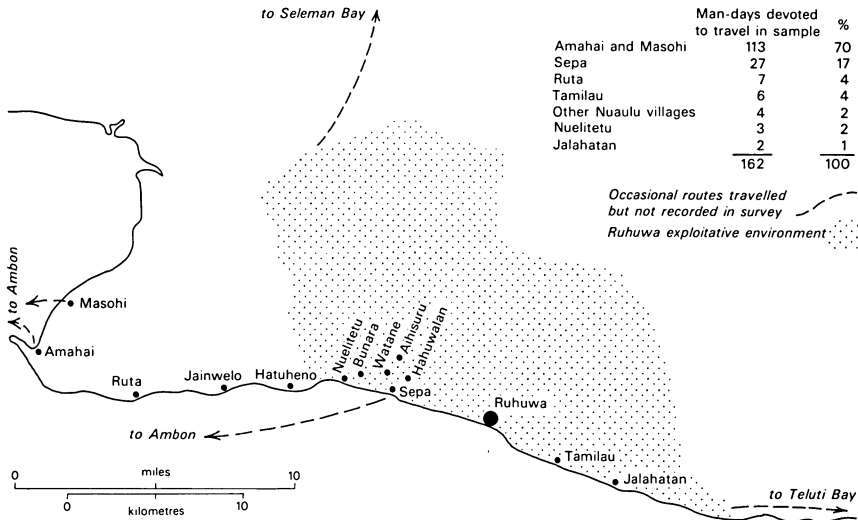 to Seleman Bay
Man-days devoted
to travel in sample
%
Amahai and Masohi 113 70
Sepa 27 17
Ruta 7 4
Tamilau 6 4
Other Nuaulu villages 4 2
Nuelitetu 3 2
Jalahatan 2 1
162 100
Occasional routes travelled
but not recorded in survey
Ruhuwa exploitative environment
to Ambon
Masohi
Amahai
Ruta
Jainwelo
Hatuheno
Nuelitetu
Bunara
Watane
Aihisuru
Hahuwalan
Sepa
Ruhuwa
to Ambon
Tamilau
Jalahatan
to Teluti Bay
0 miles 10
0 kilometres 10